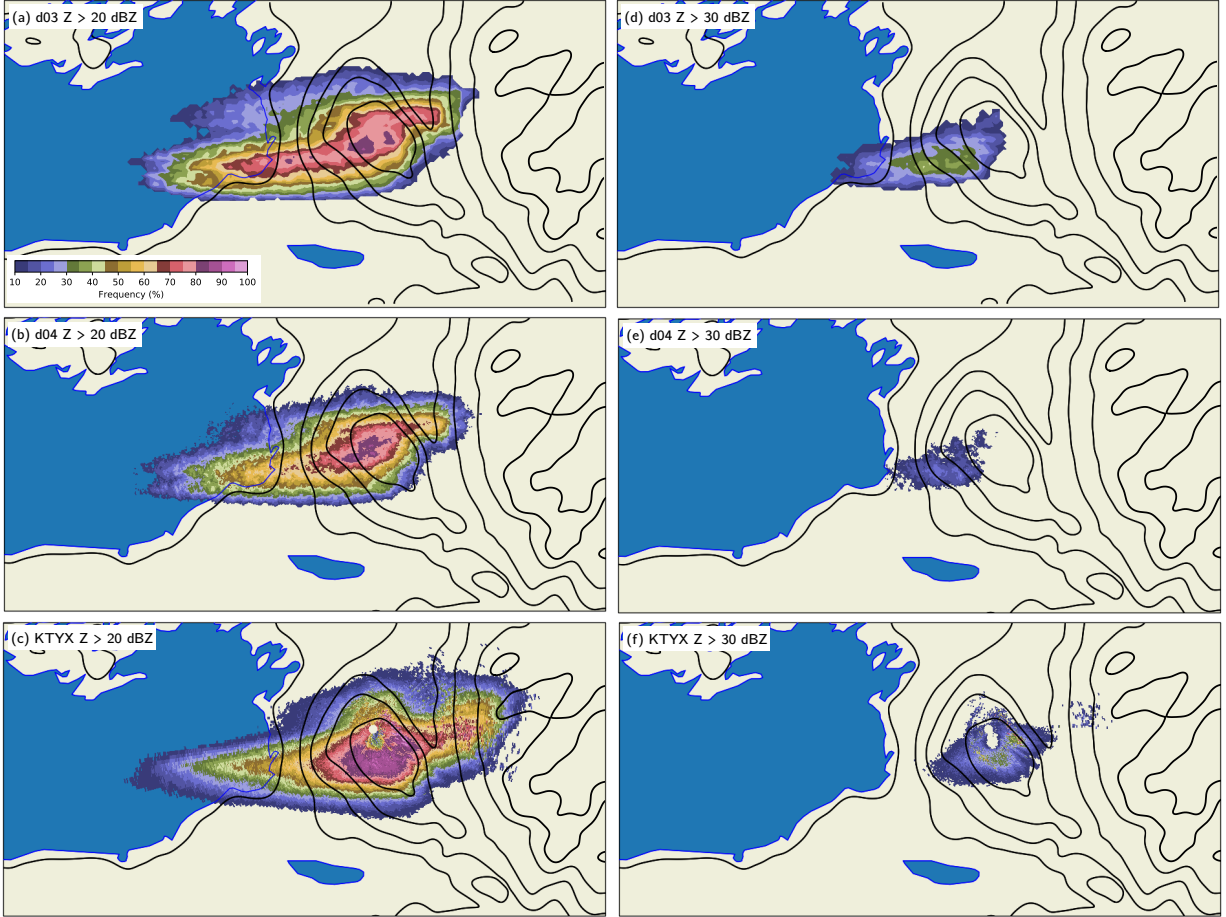 (a) d03 Z > 20 dBZ
(d) d03 Z > 30 dBZ
10 20 30 40 50 60 70 80 90 100
Frequency (%)
(b) d04 Z > 20 dBZ
(e) d04 Z > 30 dBZ
(c) KTYX Z > 20 dBZ
(f) KTYX Z > 30 dBZ